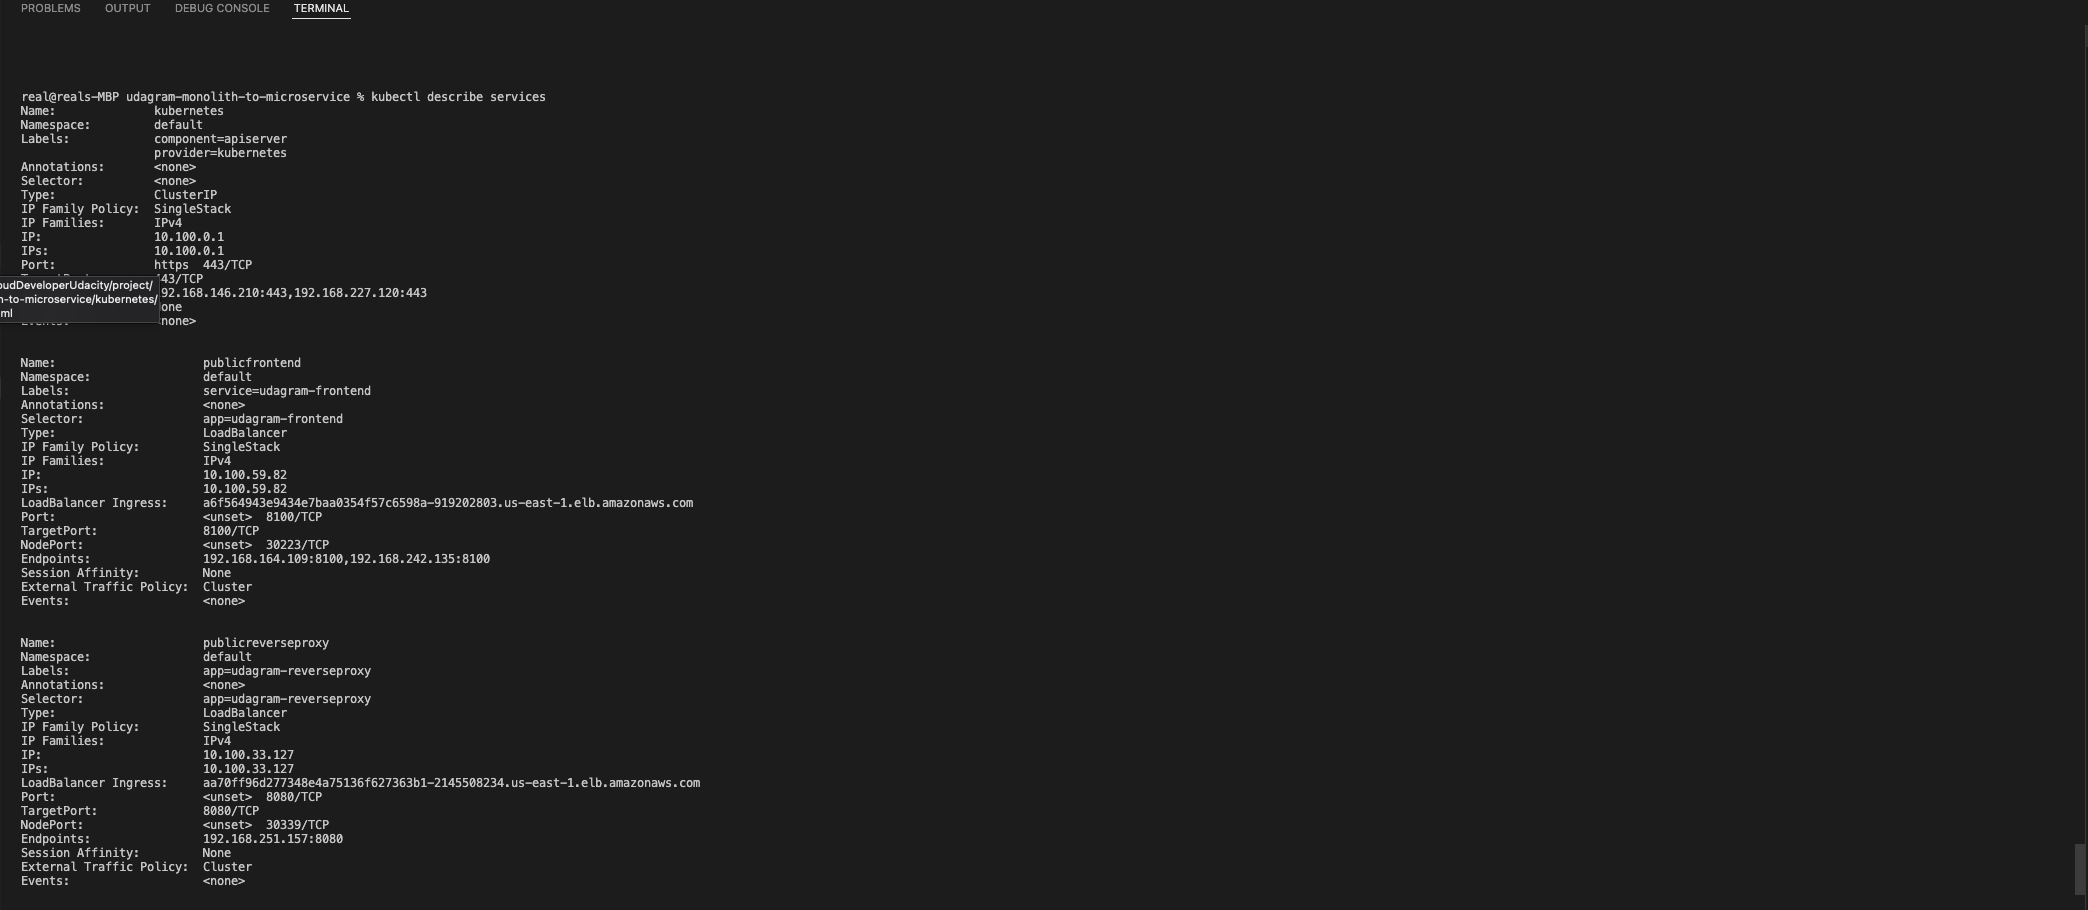 PROBLEMS OUTPUT DEBUG CONSOLE TERMINAL
real@reals-MBP udagram-monolith-to-microservice % kubectl describe services
Name: kubernetes
Namespace: default
Labels: component=apiserver
provider=kubernetes
Annotations: <none>
Selector: <none>
Type: ClusterIP
IP Family Policy: SingleStack
IP Families: IPv4
IP: 10.100.0.1
IPs: 10.100.0.1
Port: https 443/TCP
43/TCP
oudDeveloperUdacity/project/
92.168.146.210:443,192.168.227.120:443
n-to-microservice/kubernetes/
one
ml
none>
Name: publicfrontend
Namespace: default
Labels: service=udagram-frontend
Annotations: <none>
Selector: app=udagram-frontend
Type: LoadBalancer
IP Family Policy: SingleStack
IP Families: IPv4
IP: 10.100.59.82
IPs: 10.100.59.82
LoadBalancer Ingress: a6f564943e9434e7baa0354f57c6598a-919202803.us-east-1.elb.amazonaws.com
Port: <unset> 8100/TCP
TargetPort: 8100/TCP
NodePort: <unset> 30223/TCP
Endpoints: 192.168.164.109:8100,192.168.242.135:8100
Session Affinity: None
External Traffic Policy: Cluster
Events: <none>
Name: publicreverseproxy
Namespace: default
Labels: app=udagram-reverseproxy
Annotations: <none>
Selector: app=udagram-reverseproxy
Type: LoadBalancer
IP Family Policy: SingleStack
IP Families: IPv4
IP: 10.100.33.127
IPs: 10.100.33.127
LoadBalancer Ingress: aa70ff96d277348e4a75136f627363b1-2145508234.us-east-1.elb.amazonaws.com
Port: <unset> 8080/TCP
TargetPort: 8080/TCP
NodePort: <unset> 30339/TCP
Endpoints: 192.168.251.157:8080
Session Affinity: None
External Traffic Policy: Cluster
Events: <none>